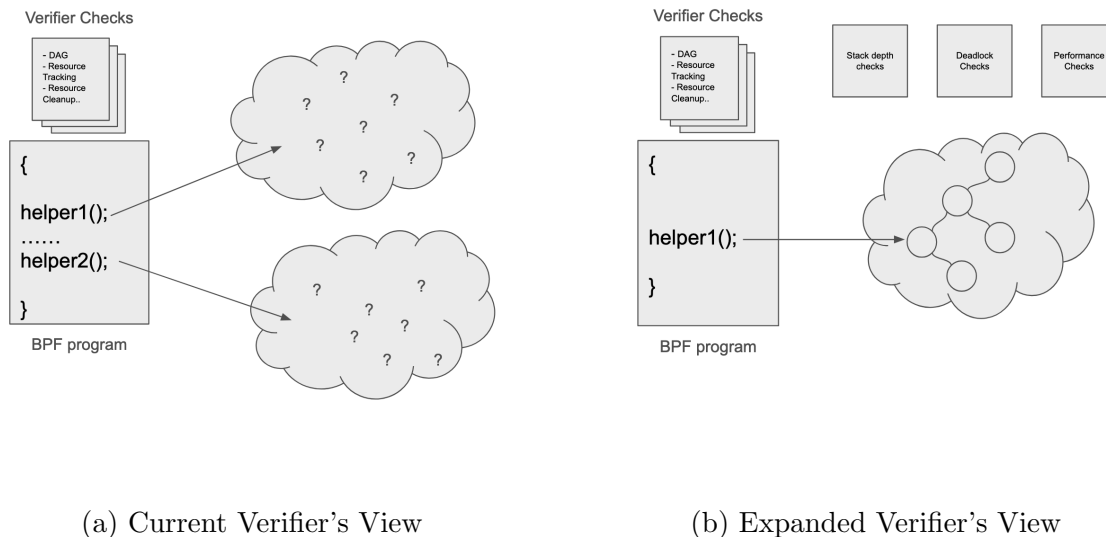 Verifier Checks
- DAG
- Resource
Tracking
- Resource
Cleanup..
{
helper1();
......
helper2();
}
BPF program
?
?
?
?
?
?
?
?
?
?
?
?
?
?
(a) Current Verifier's View
Verifier Checks
- DAG
- Resource
Tracking
- Resource
Cleanup..
Stack depth
checks
Deadlock
Checks
Performance
Checks
{
helper1();
}
BPF program
(b) Expanded Verifier's View